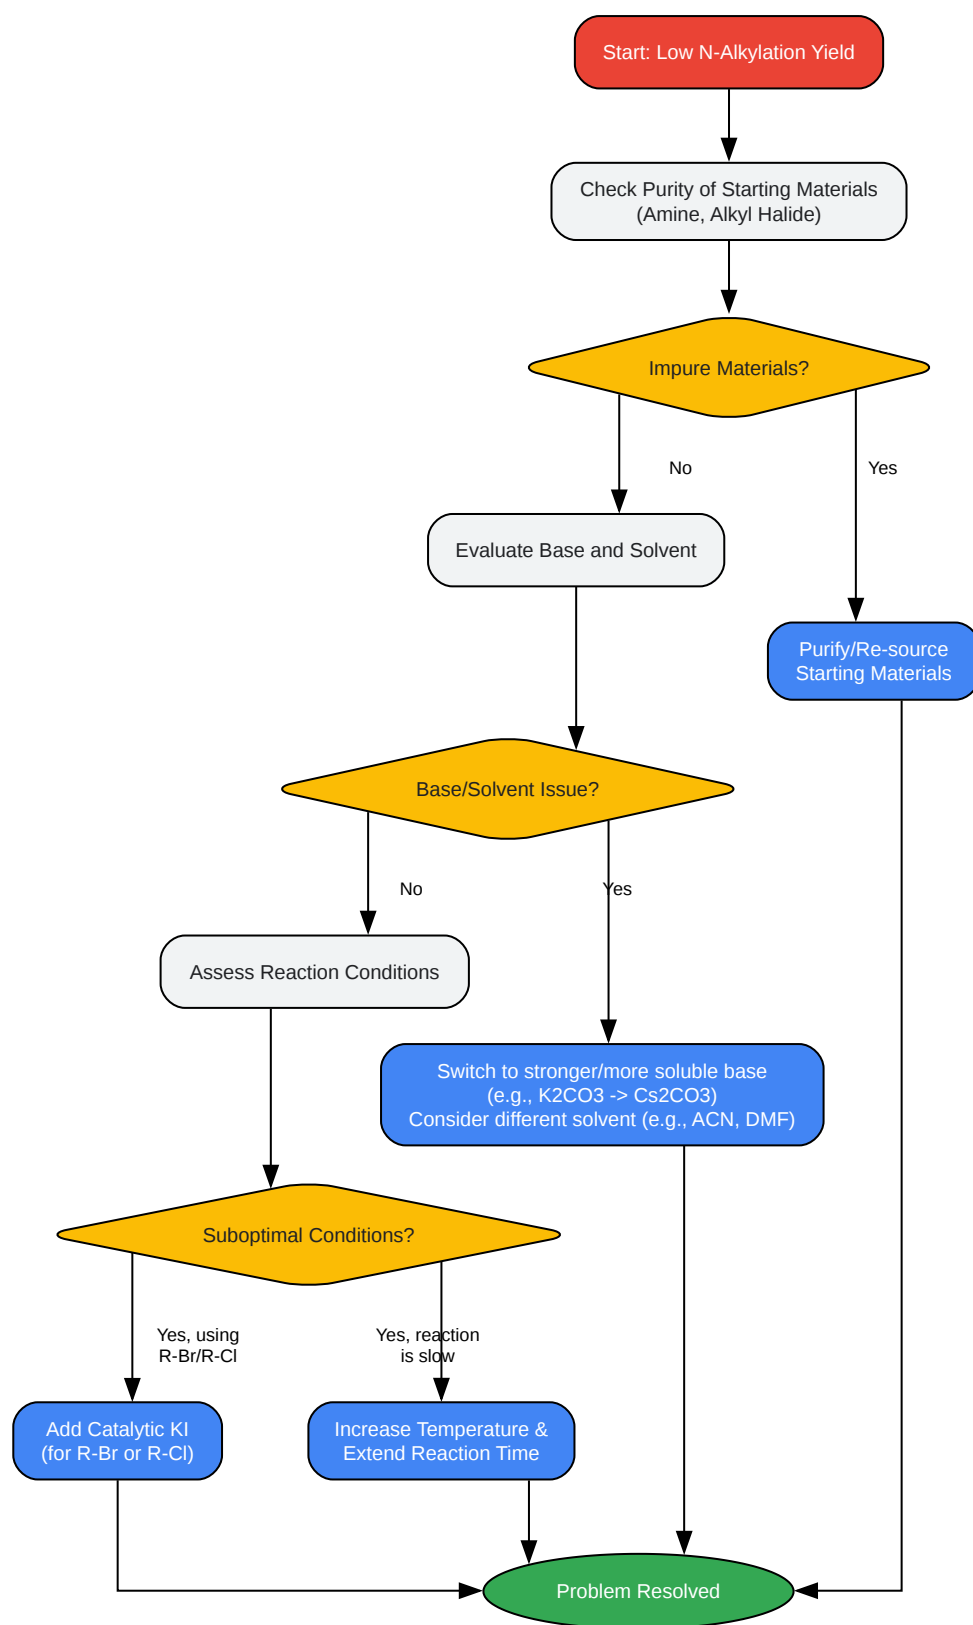 Start: Low N-Alkylation Yield
Check Purity of Starting Materials
(Amine, Alkyl Halide)
Impure Materials?
No
Yes
Evaluate Base and Solvent
Purify/Re-source
Starting Materials
Base/Solvent Issue?
No
Yes
Assess Reaction Conditions
Switch to stronger/more soluble base
(e.g., K2CO3 -> Cs2CO3)
Consider different solvent (e.g., ACN, DMF)
Suboptimal Conditions?
Yes, using
R-Br/R-Cl
Yes, reaction
is slow
Add Catalytic KI
(for R-Br or R-Cl)
Increase Temperature &
Extend Reaction Time
Problem Resolved